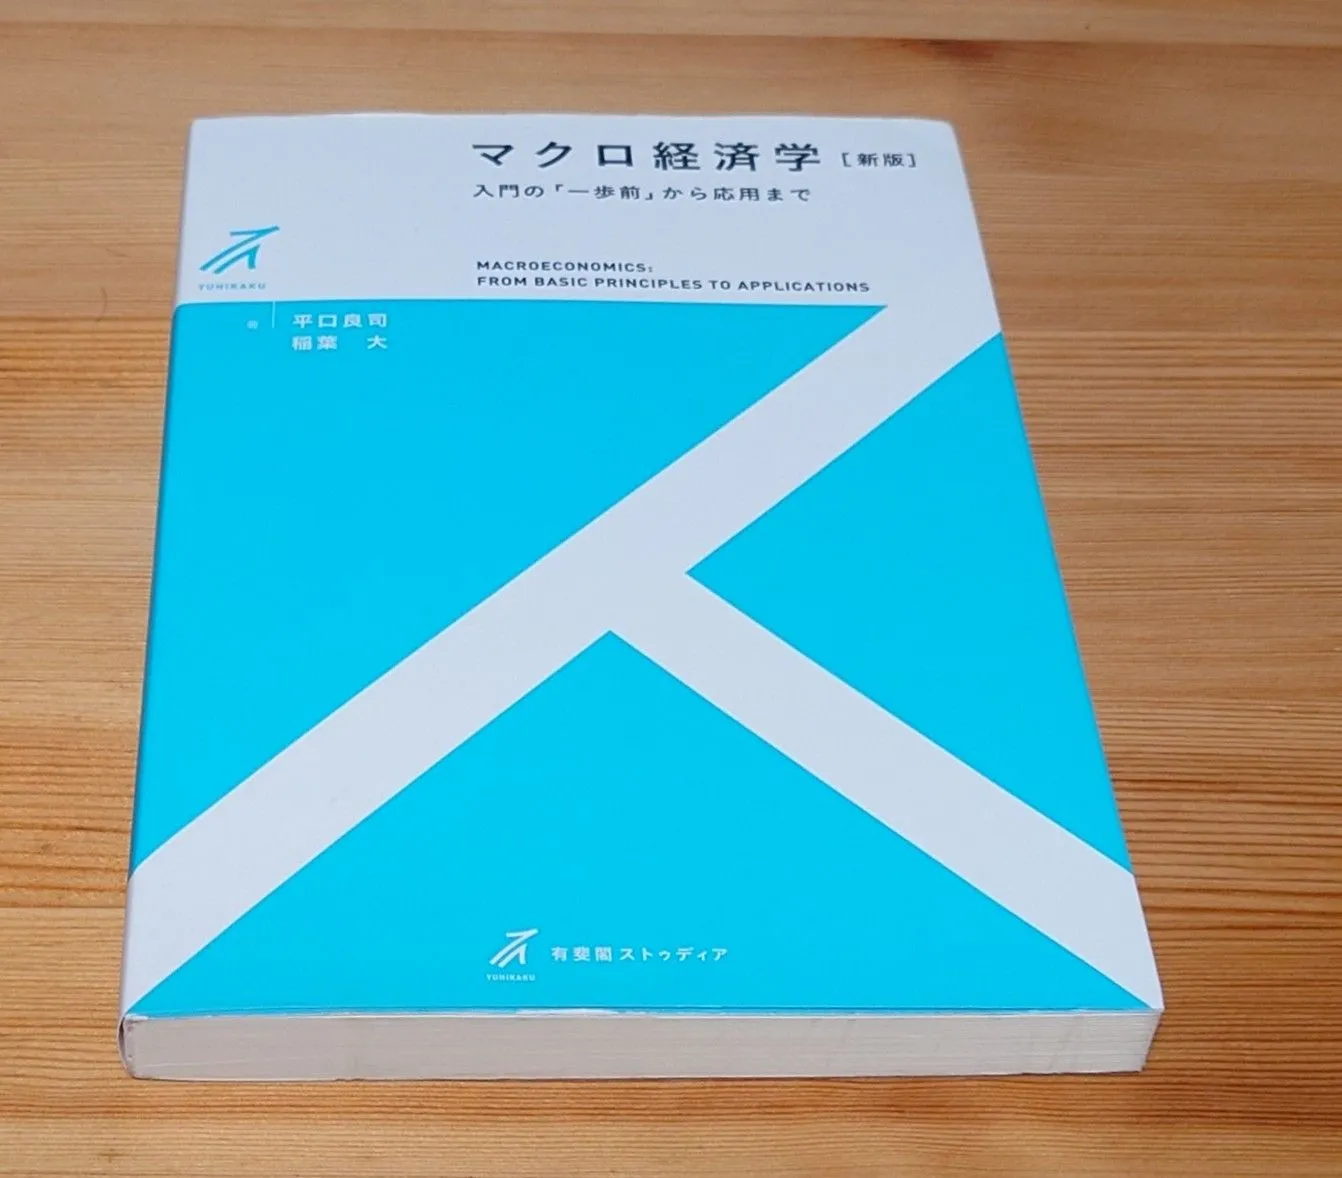 マクロ経済学 [新版]
入門の「一歩前」から応用まで
MACROECONOMICS:
FROM BASIC PRINCIPLES TO APPLICATIONS
YUHIKAKU
平口良司
稲葉 大
有斐閣ストゥディア
YUHIKAKU